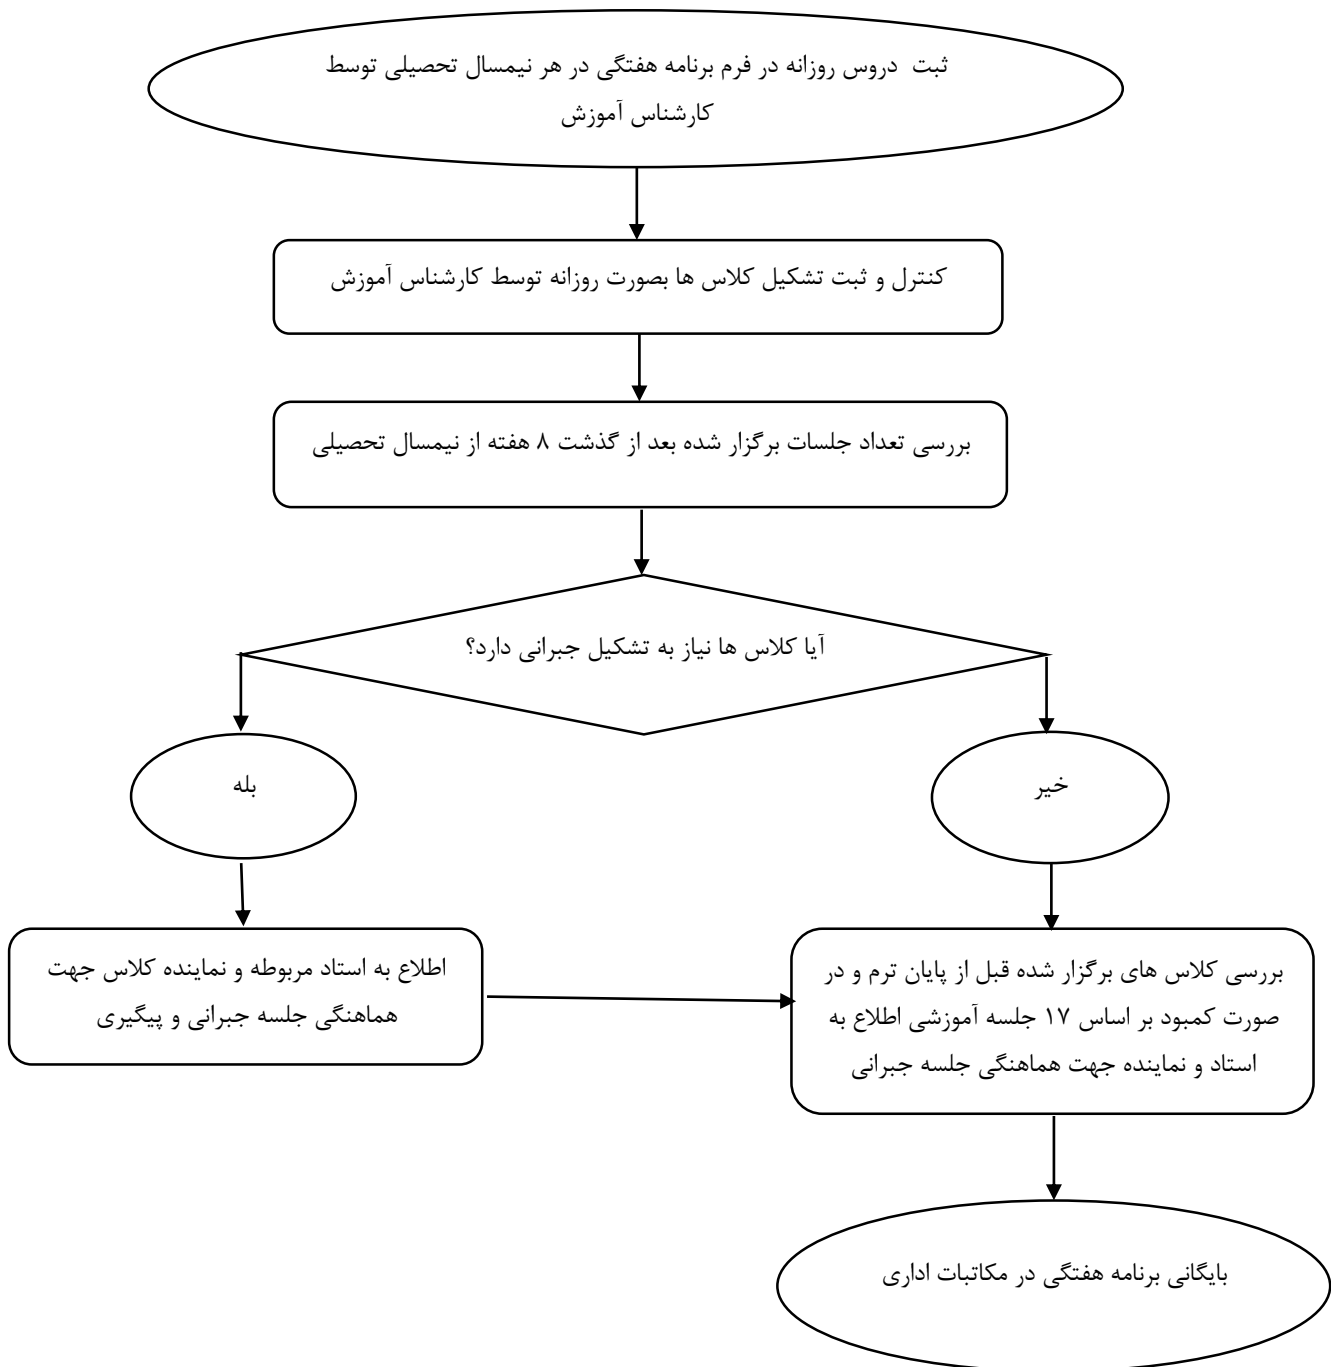 ثبت دروس روزانه در فرم برنامه هفتگی در هر نیمسال تحصیلی توسط
کارشناس آموزش
کنترل و ثبت تشکیل کلاس ها بصورت روزانه توسط کارشناس آموزش
بررسی تعداد جلسات برگزار شده بعد از گذشت ۸ هفته از نیمسال تحصیلی
آیا کلاس ها نیاز به تشکیل جبرانی دارد؟
خیر
بله
بررسی کلاس های برگزار شده قبل از پایان ترم و در
صورت کمبود بر اساس ۱۷ جلسه آموزشی اطلاع به
استاد و نماینده جهت هماهنگی جلسه جبرانی
اطلاع به استاد مربوطه و نماینده کلاس جهت
هماهنگی جلسه جبرانی و پیگیری
بایگانی برنامه هفتگی در مکاتبات اداری